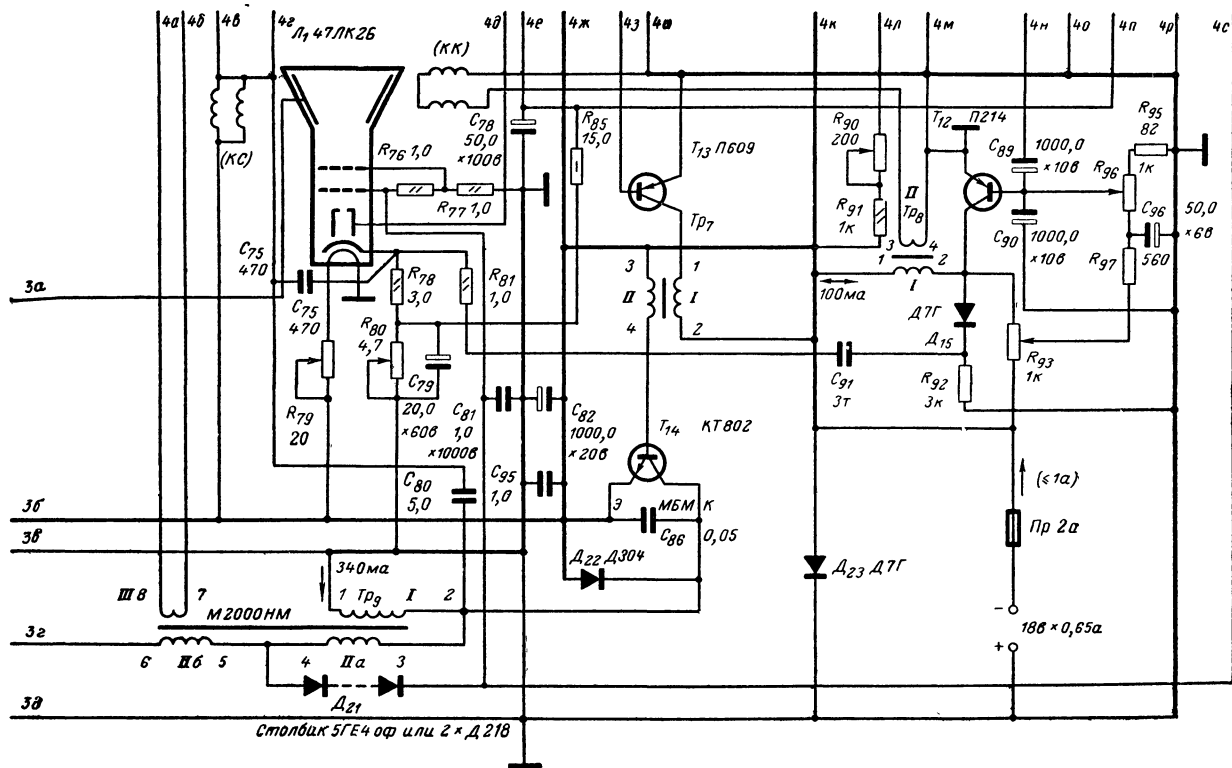 4а 4б 4в 4г 4д 4е 4ж 4з 4и 4к 4л 4м 4н 4о 4п 4р 4с
Л1 47ЛК2Б
(КК)
(КС)
C78
50,0
×100в
R85
15,0
R76 1,0
R77 1,0
T13 П609
Тр7
R90
200
R91
1к
II
Тр8
3 4
1 2
I
100ма
T12 П214
C89
1000,0
×10в
C90
1000,0
×10в
R95
82
1к
R96
C96
50,0
×6в
R97
560
C75
470
C75
470
R78
3,0
R81
1,0
R80
4,7
C79
20,0
×60в
R79
20
3 1
II I
4 2
Д7Г
Д15
R93
1к
R92
3к
C91
3т
C81
1,0
×1000в
C82
1000,0
×20в
T14 КТ802
C80
5,0
C95
1,0
Э МБМ К
C86 0,05
(≤1а)
Пр 2а
Д22 Д304
Д23 Д7Г
340ма
1 Тр9 I 2
III 8 7
М2000НМ
6 IIб 5 4 IIа 3
Д21
Столбик 5ГЕ4 оф или 2 × Д218
−
18в × 0,65а
+
3а
3б
3в
3г
3д